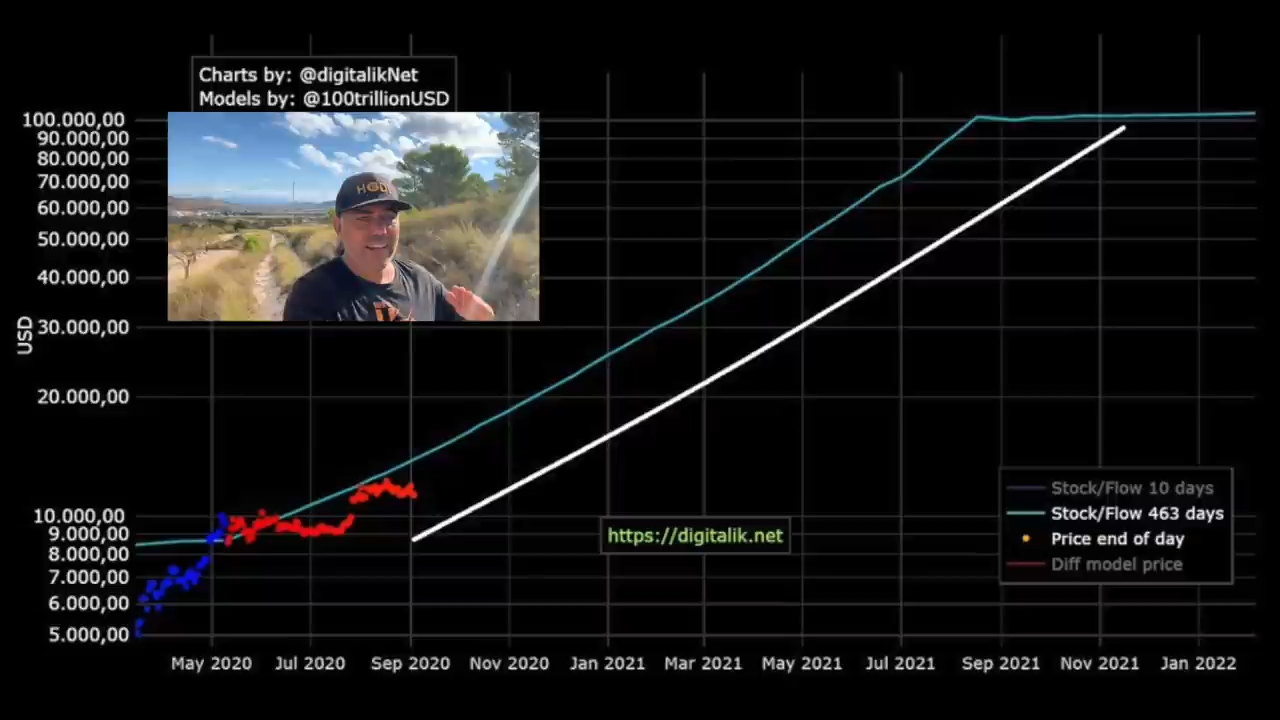 Charts by: @digitalikNet
Models by: @100trillionUSD
100.000,00
90.000,00
80.000,00
70.000,00
60.000,00
50.000,00
40.000,00
30.000,00
20.000,00
10.000,00
9.000,00
8.000,00
7.000,00
6.000,00
5.000,00
USD
Stock/Flow 10 days
Stock/Flow 463 days
Price end of day
Diff model price
https://digitalik.net
May 2020 Jul 2020 Sep 2020 Nov 2020 Jan 2021 Mar 2021 May 2021 Jul 2021 Sep 2021 Nov 2021 Jan 2022